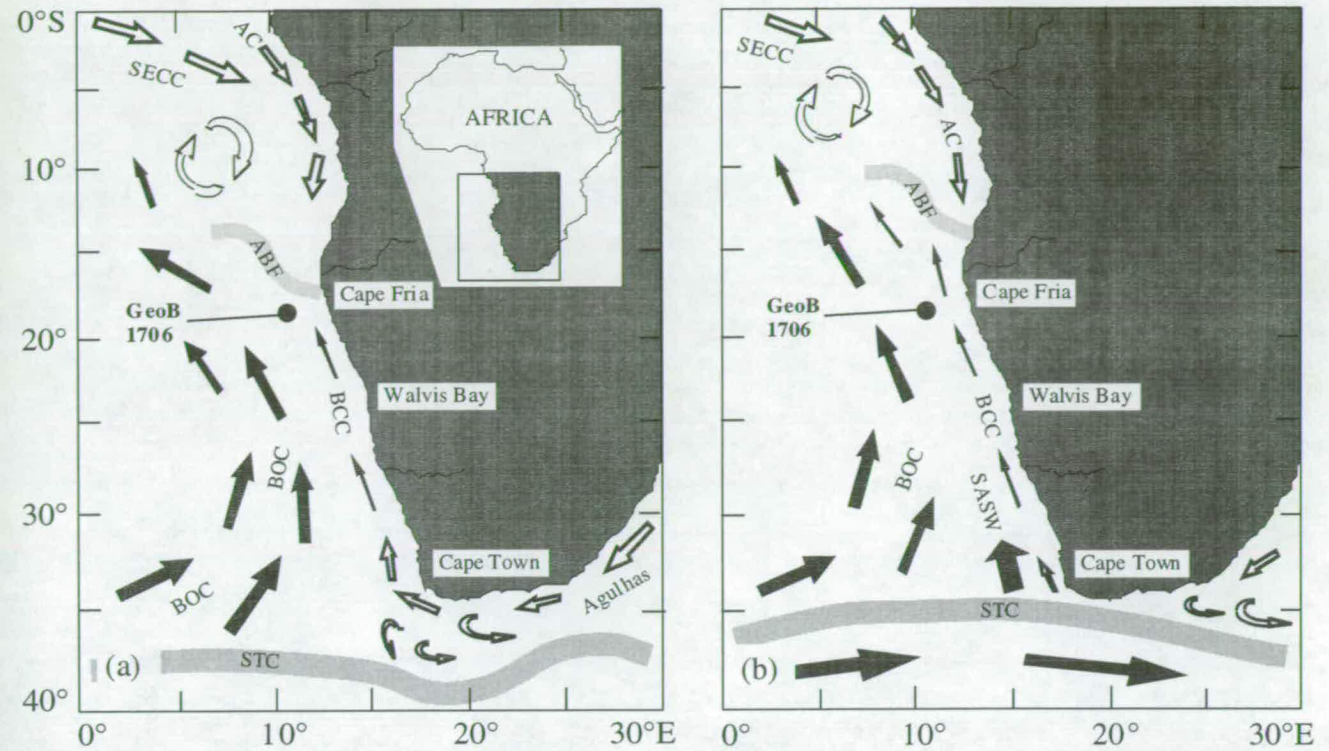 0°S
10°
20°
30°
40°
AC
SECC
AFRICA
ABF
Cape Fria
GeoB
1706
Walvis Bay
BCC
BOC
Cape Town
BOC
Agulhas
STC
(a)
0°
10°
20°
30°E
SECC
AC
ABF
Cape Fria
GeoB
1706
Walvis Bay
BCC
BOC
SASW
Cape Town
STC
(b)
0°
10°
20°
30°E